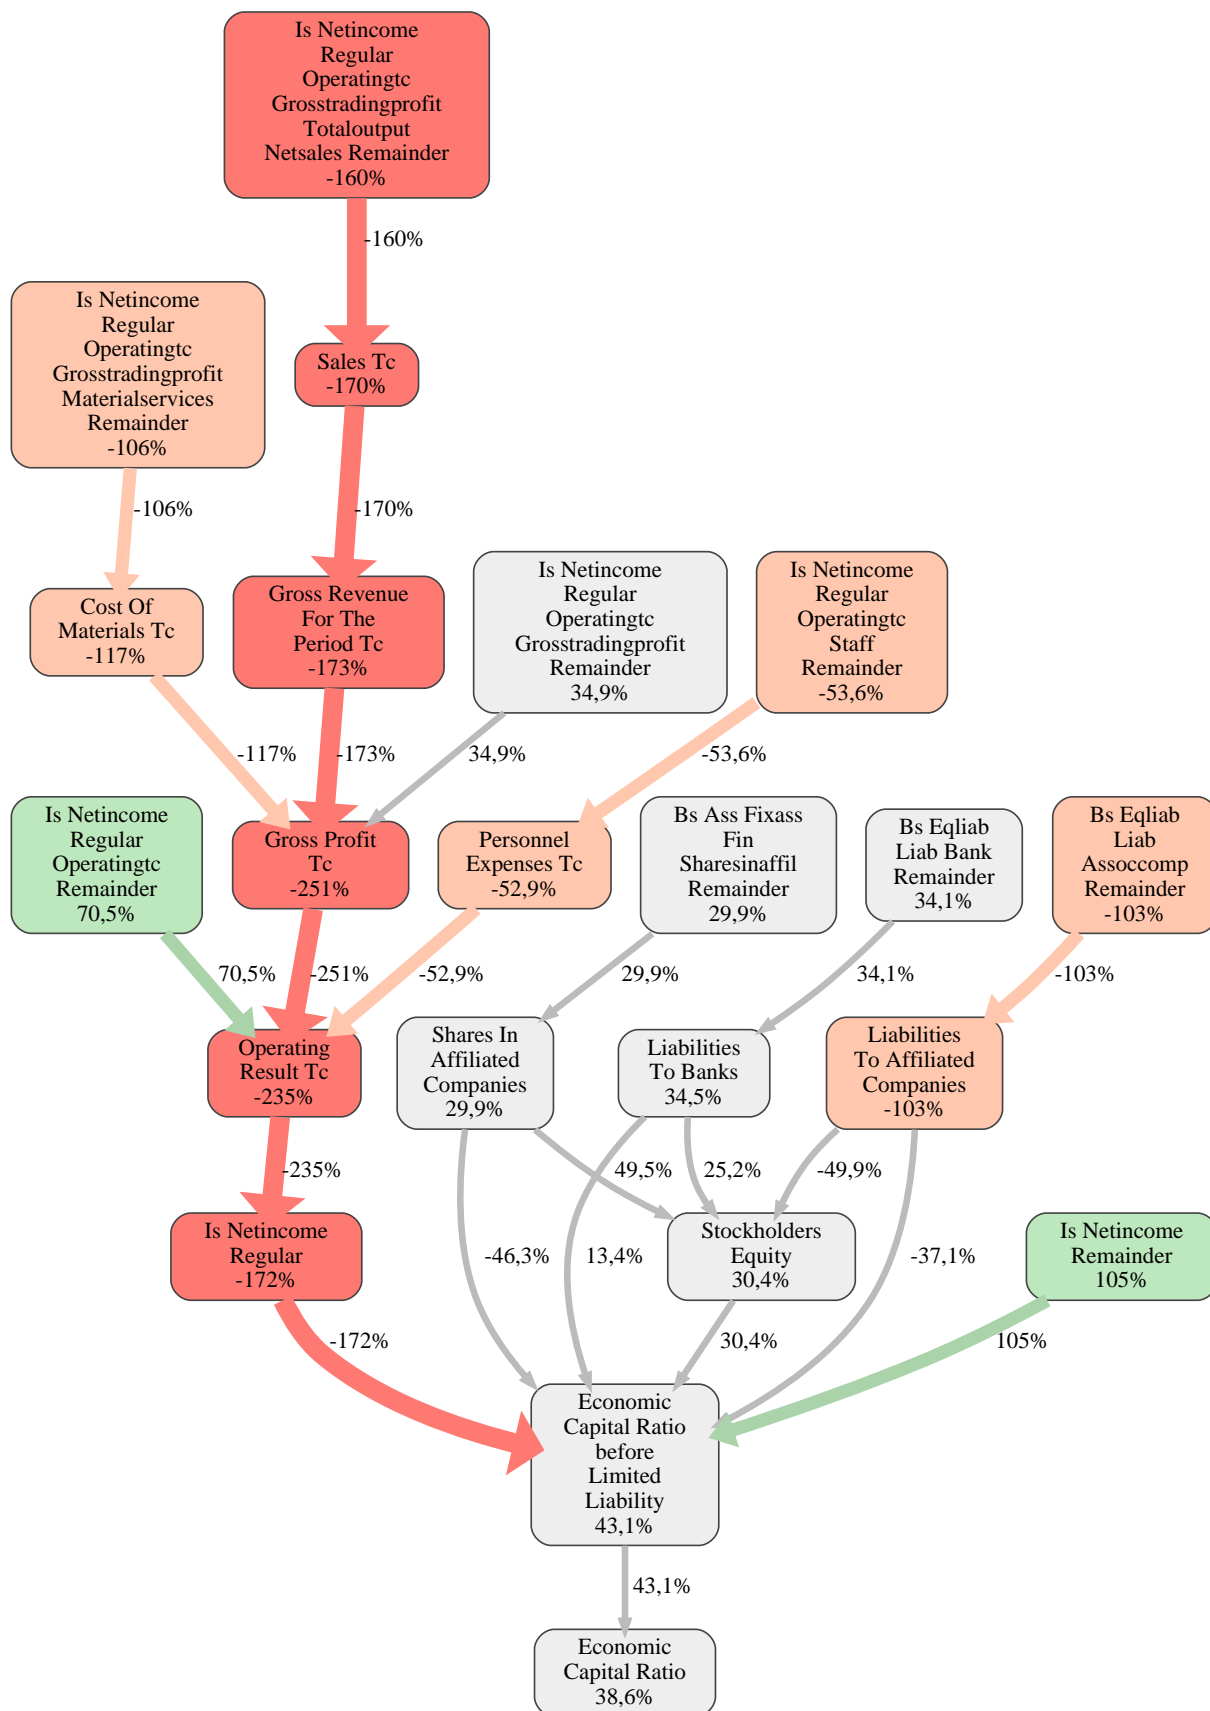 Is Netincome
Regular
Operatingtc
Grosstradingprofit
Totaloutput
Netsales Remainder
-160%
-160%
Is Netincome
Regular
Operatingtc
Grosstradingprofit
Materialservices
Remainder
-106%
Sales Tc
-170%
-106%
-170%
Cost Of
Materials Tc
-117%
Gross Revenue
For The
Period Tc
-173%
Is Netincome
Regular
Operatingtc
Grosstradingprofit
Remainder
34,9%
Is Netincome
Regular
Operatingtc
Staff
Remainder
-53,6%
-117%
-173%
34,9%
-53,6%
Is Netincome
Regular
Operatingtc
Remainder
70,5%
Gross Profit
Tc
-251%
Personnel
Expenses Tc
-52,9%
Bs Ass Fixass
Fin
Sharesinaffil
Remainder
29,9%
Bs Eqliab
Liab Bank
Remainder
34,1%
Bs Eqliab
Liab
Assoccomp
Remainder
-103%
70,5%
-251%
-52,9%
29,9%
34,1%
-103%
Operating
Result Tc
-235%
Shares In
Affiliated
Companies
29,9%
Liabilities
To Banks
34,5%
Liabilities
To Affiliated
Companies
-103%
-235%
49,5%
25,2%
-49,9%
Is Netincome
Regular
-172%
-46,3%
13,4%
Stockholders
Equity
30,4%
-37,1%
Is Netincome
Remainder
105%
-172%
30,4%
105%
Economic
Capital Ratio
before
Limited
Liability
43,1%
43,1%
Economic
Capital Ratio
38,6%